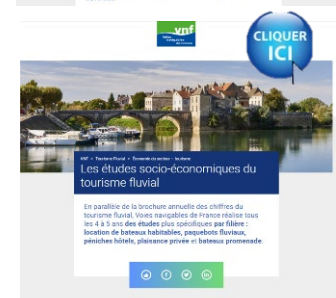 CLIQUER
ICI
vnf
VNF • Tourisme Fluvial • Économie du secteur - tourisme
Les études socio-économiques du
tourisme fluvial
En parallèle de la brochure annuelle des chiffres du
tourisme fluvial, Voies navigables de France réalise tous
les 4 à 5 ans des études plus spécifiques par filière :
location de bateaux habitables, paquebots fluviaux,
péniches hôtels, plaisance privée et bateaux promenade.